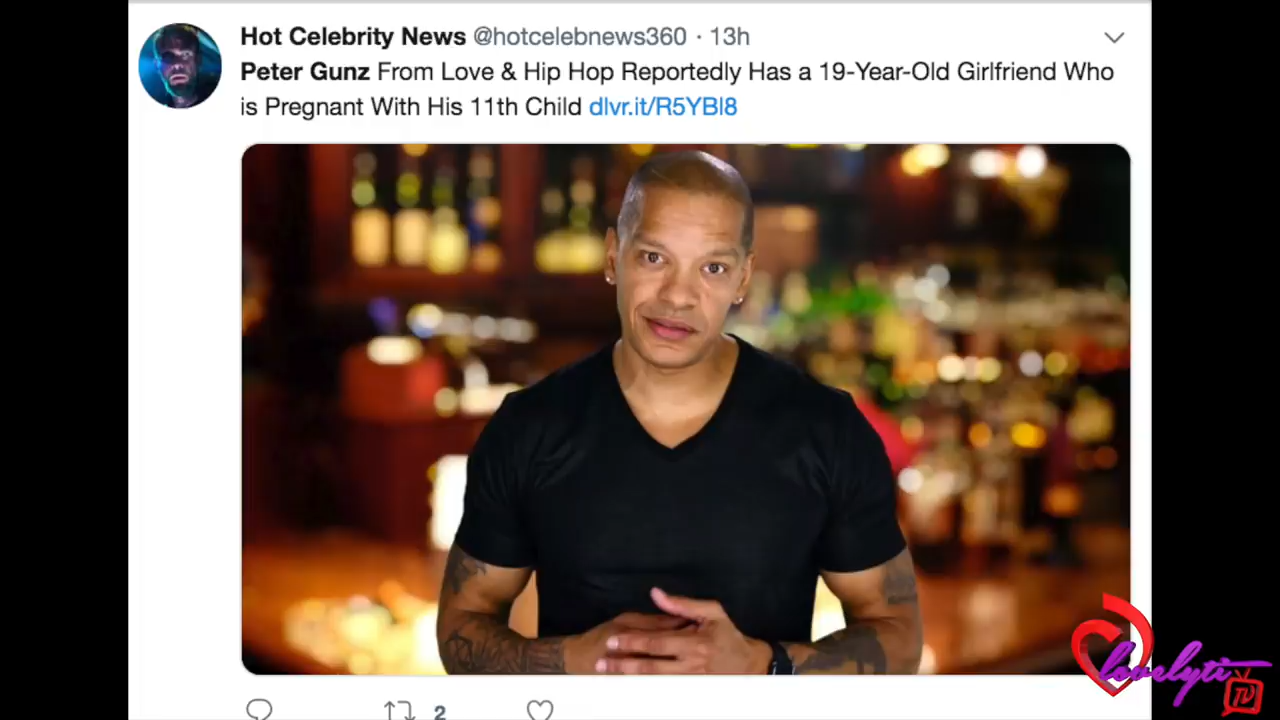 Hot Celebrity News @hotcelebnews360 · 13h
Peter Gunz From Love & Hip Hop Reportedly Has a 19-Year-Old Girlfriend Who
is Pregnant With His 11th Child dlvr.it/R5YBl8
2
lovelyti
TV